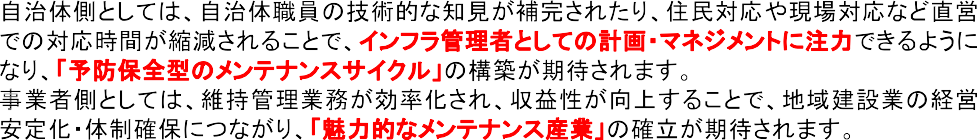 自治体側としては、自治体職員の技術的な知見が補完されたり、住民対応や現場対応など直営
での対応時間が縮減されることで、インフラ管理者としての計画・マネジメントに注力できるように
なり、「予防保全型のメンテナンスサイクル」の構築が期待されます。
事業者側としては、維持管理業務が効率化され、収益性が向上することで、地域建設業の経営
安定化・体制確保につながり、「魅力的なメンテナンス産業」の確立が期待されます。